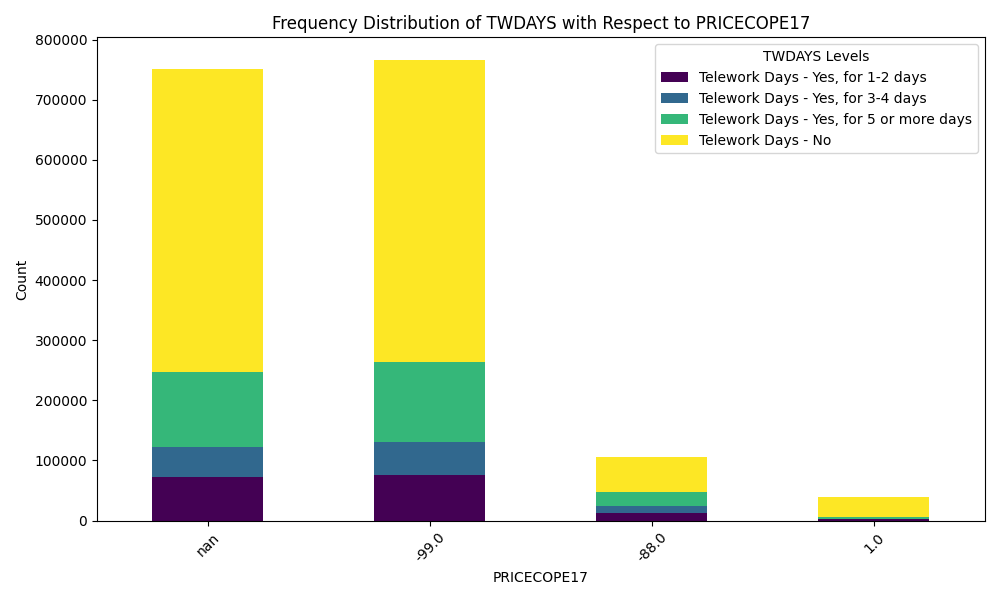 Frequency Distribution of TWDAYS with Respect to PRICECOPE17
800000
700000
600000
500000
400000
300000
200000
100000
0
Count
TWDAYS Levels
Telework Days - Yes, for 1-2 days
Telework Days - Yes, for 3-4 days
Telework Days - Yes, for 5 or more days
Telework Days - No
nan
-99.0
-88.0
1.0
PRICECOPE17